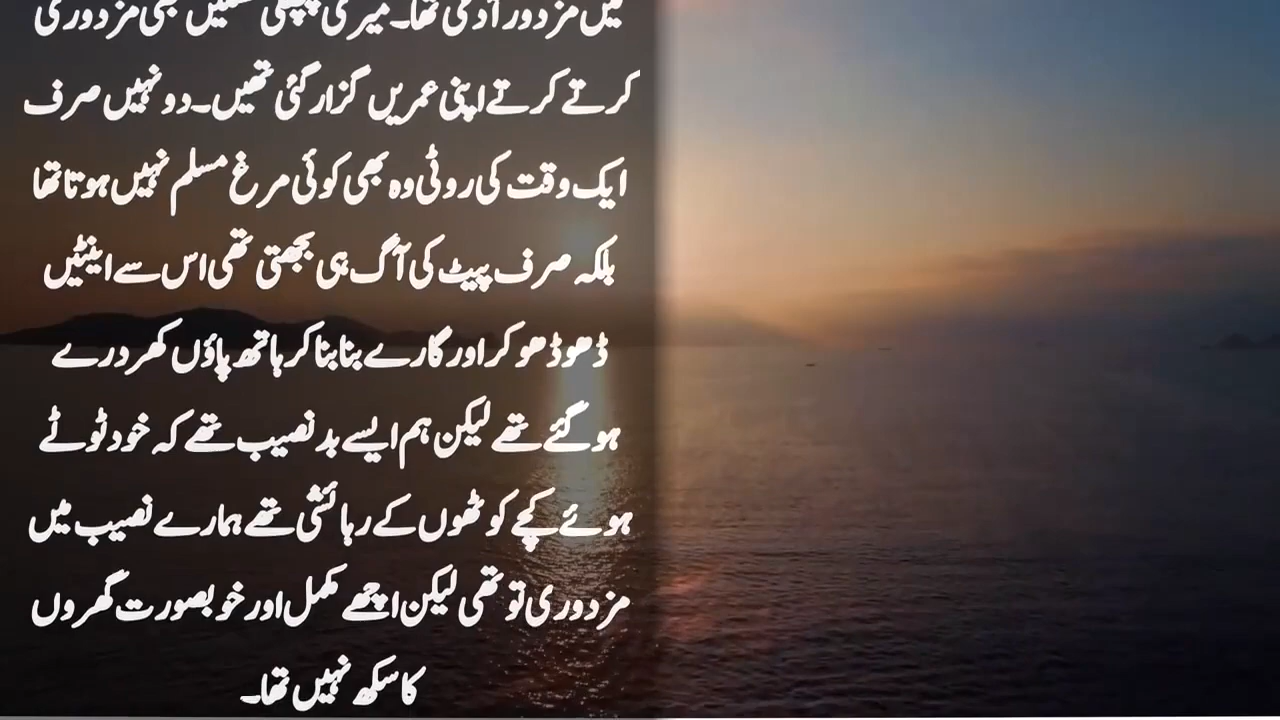 میں مزدور آدمی تھا۔ میری پچھلی نسلیں بھی مزدوری
کرتے کرتے اپنی عمریں گزار گئی تھیں۔ دو نہیں صرف
ایک وقت کی روٹی وہ بھی کوئی مرغ مسلم نہیں ہوتا تھا
بلکہ صرف پیٹ کی آگ ہی بجھتی تھی اس سے اینٹیں
ڈھو ڈھو کر اور گارے بنا بنا کر ہاتھ پاؤں کھردرے
ہو گئے تھے لیکن ہم ایسے بد نصیب تھے کہ خود ٹوٹے
ہوئے کچے کوٹھوں کے رہائشی تھے ہمارے نصیب میں
مزدوری تو تھی لیکن اچھے مکمل اور خوبصورت گھروں
کا سکھ نہیں تھا۔